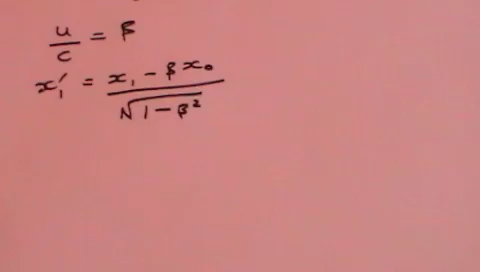 u/c = β
x₁′ = (x₁ − βx₀)/√(1 − β²)